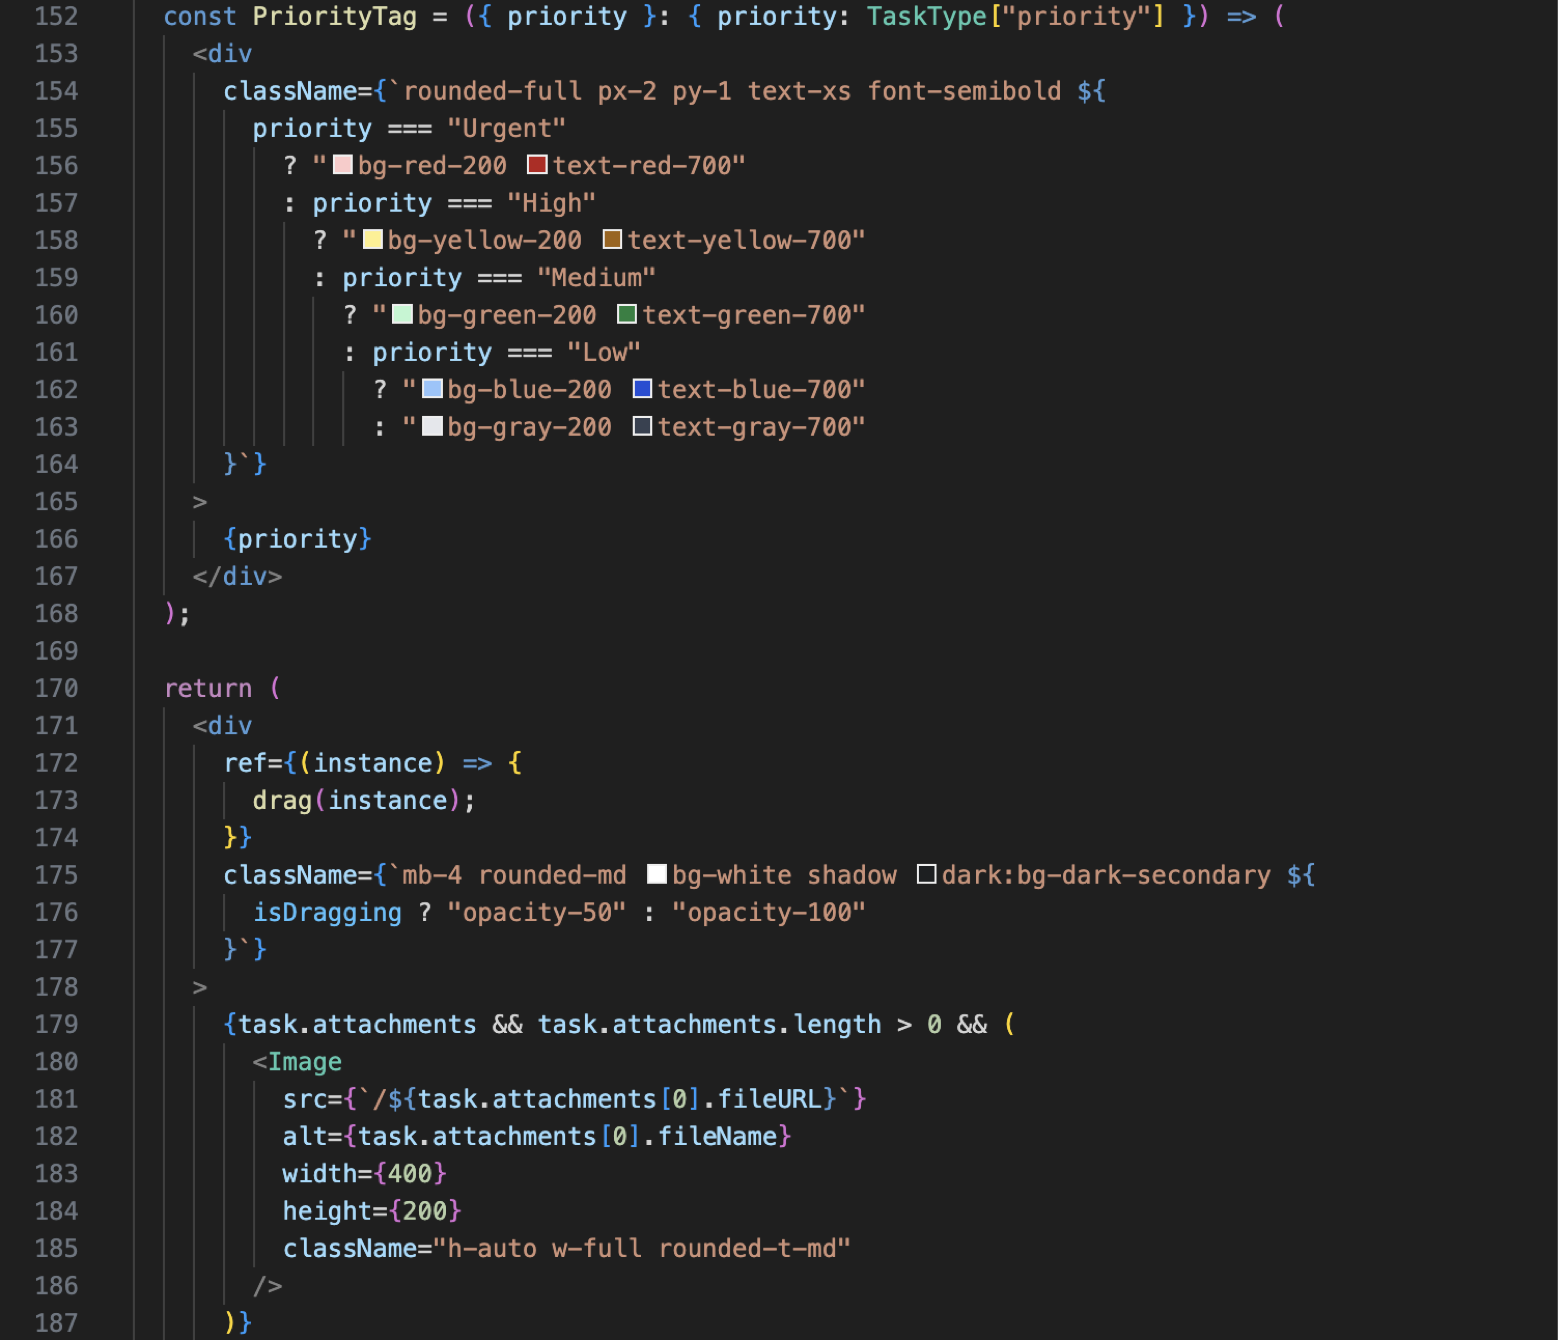 152 const PriorityTag = ({ priority }: { priority: TaskType["priority"] }) => (
153 <div
154 className={`rounded-full px-2 py-1 text-xs font-semibold ${
155 priority === "Urgent"
156 ? "bg-red-200 text-red-700"
157 : priority === "High"
158 ? "bg-yellow-200 text-yellow-700"
159 : priority === "Medium"
160 ? "bg-green-200 text-green-700"
161 : priority === "Low"
162 ? "bg-blue-200 text-blue-700"
163 : "bg-gray-200 text-gray-700"
164 }`}
165 >
166 {priority}
167 </div>
168 );
169
170 return (
171 <div
172 ref={(instance) => {
173 drag(instance);
174 }}
175 className={`mb-4 rounded-md bg-white shadow dark:bg-dark-secondary ${
176 isDragging ? "opacity-50" : "opacity-100"
177 }`}
178 >
179 {task.attachments && task.attachments.length > 0 && (
180 <Image
181 src={`/${task.attachments[0].fileURL}`}
182 alt={task.attachments[0].fileName}
183 width={400}
184 height={200}
185 className="h-auto w-full rounded-t-md"
186 />
187 )}